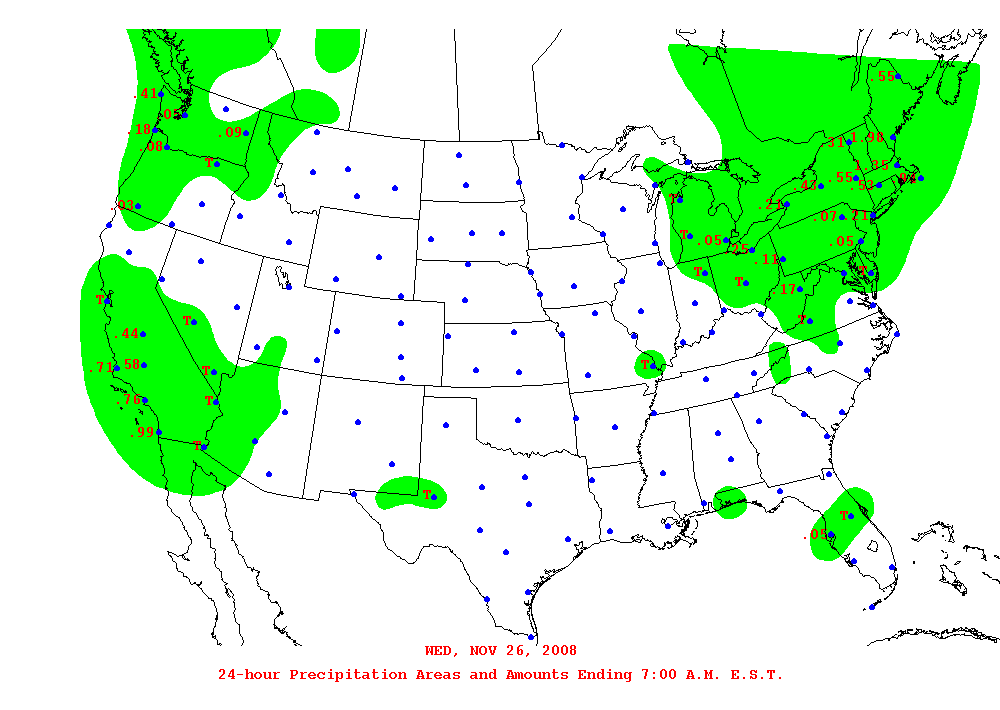 .55
.41
.05
.18
.09
.31 1.98
.08
T
1.35
.55
.43 .53
T
.03
.21
.07 .71
T .05
.05
.25
.11
T
T
T
T
.17
T
T
.44
.71 .58
T
T
.76
T
.99
T
T
T
.05
WED, NOV 26, 2008
24-hour Precipitation Areas and Amounts Ending 7:00 A.M. E.S.T.